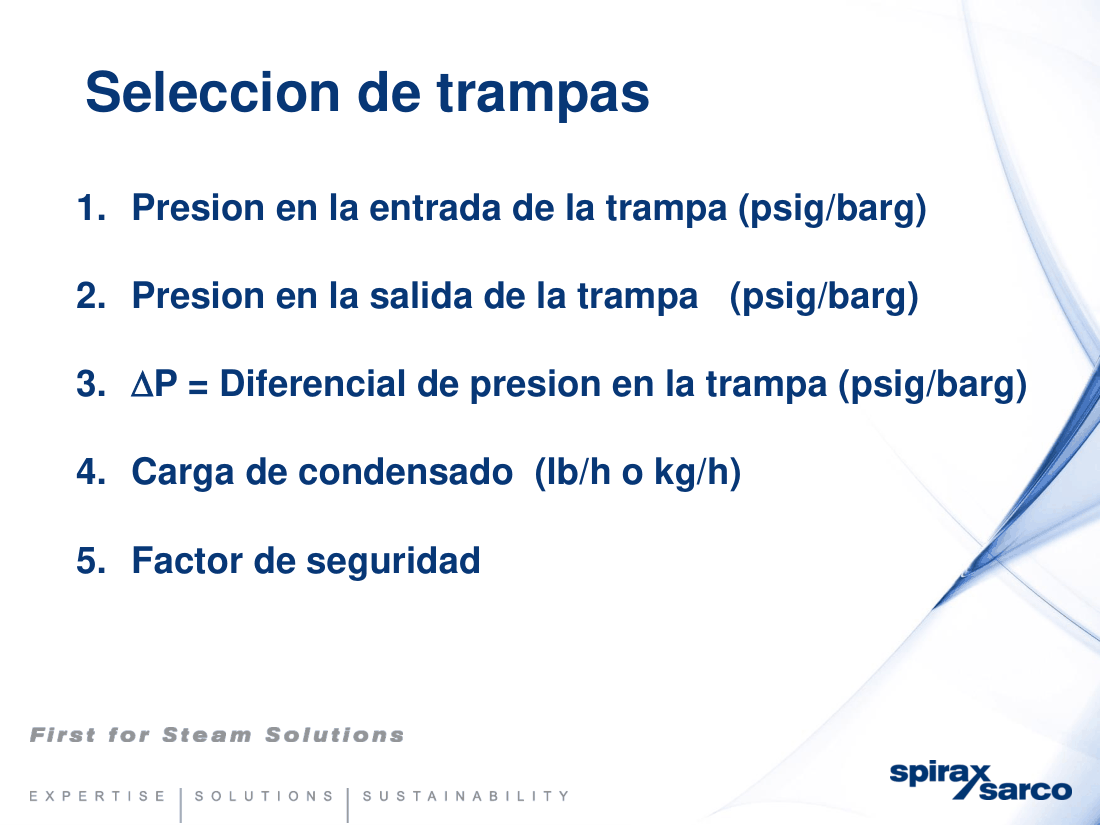 Seleccion de trampas
1. Presion en la entrada de la trampa (psig/barg)
2. Presion en la salida de la trampa (psig/barg)
3. ∆P = Diferencial de presion en la trampa (psig/barg)
4. Carga de condensado (lb/h o kg/h)
5. Factor de seguridad
First for Steam Solutions
EXPERTISE | SOLUTIONS | SUSTAINABILITY
spirax
sarco